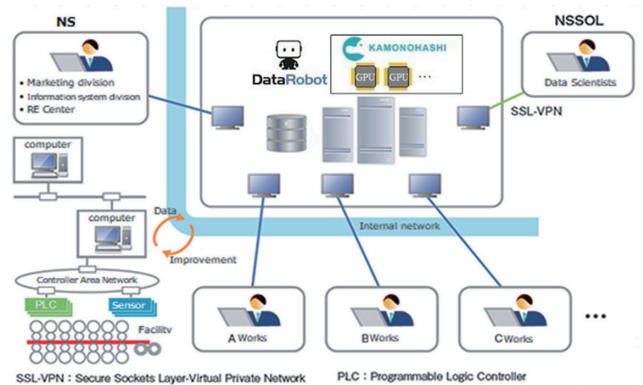 NS
NSSOL
• Marketing division
• Information system division
• RE Center
DataRobot
KAMONOHASHI
GPU
GPU
...
Data Scientists
SSL-VPN
computer
computer
Data
Improvement
Internal network
Controller Area Network
PLC
Sensor
Facility
A Works
B Works
C Works
...
SSL-VPN : Secure Sockets Layer-Virtual Private Network
PLC : Programmable Logic Controller